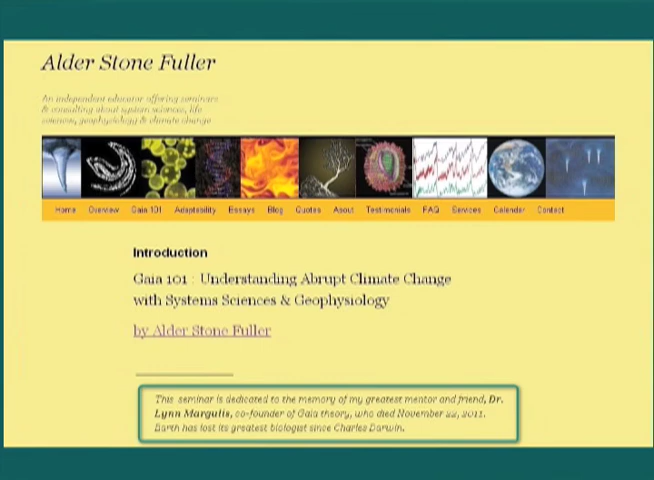 Alder Stone Fuller
An independent educator offering seminars
& consulting about system sciences, life
sciences, geophysiology & climate change
Home Overview Gaia 101 Adaptability Essays Blog Quotes About Testimonials FAQ Services Calendar Contact
Introduction
Gaia 101 : Understanding Abrupt Climate Change
with Systems Sciences & Geophysiology
by Alder Stone Fuller
This seminar is dedicated to the memory of my greatest mentor and friend, Dr.
Lynn Margulis, co-founder of Gaia theory, who died November 22, 2011.
Earth has lost its greatest biologist since Charles Darwin.